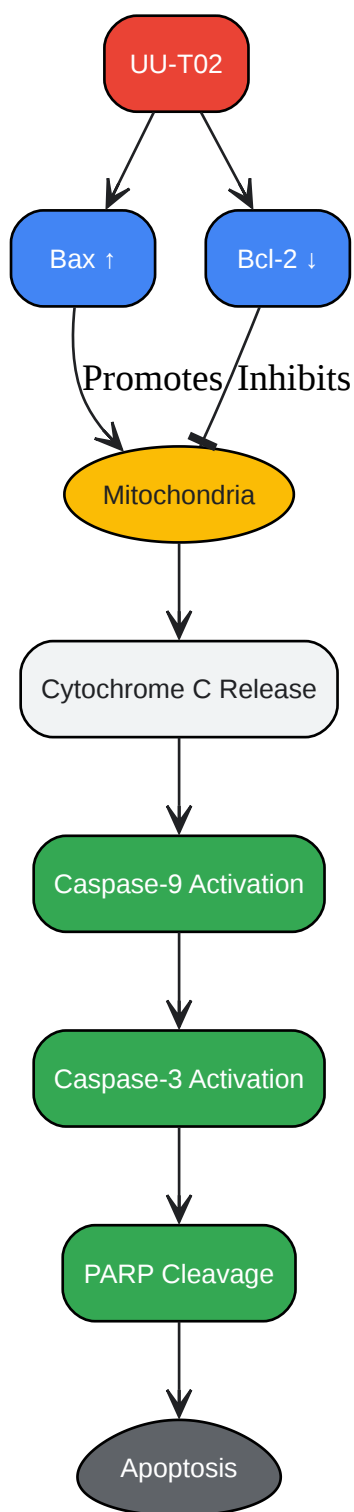 UU-T02
Bax ↑
Bcl-2 ↓
Promotes
Inhibits
Mitochondria
Cytochrome C Release
Caspase-9 Activation
Caspase-3 Activation
PARP Cleavage
Apoptosis